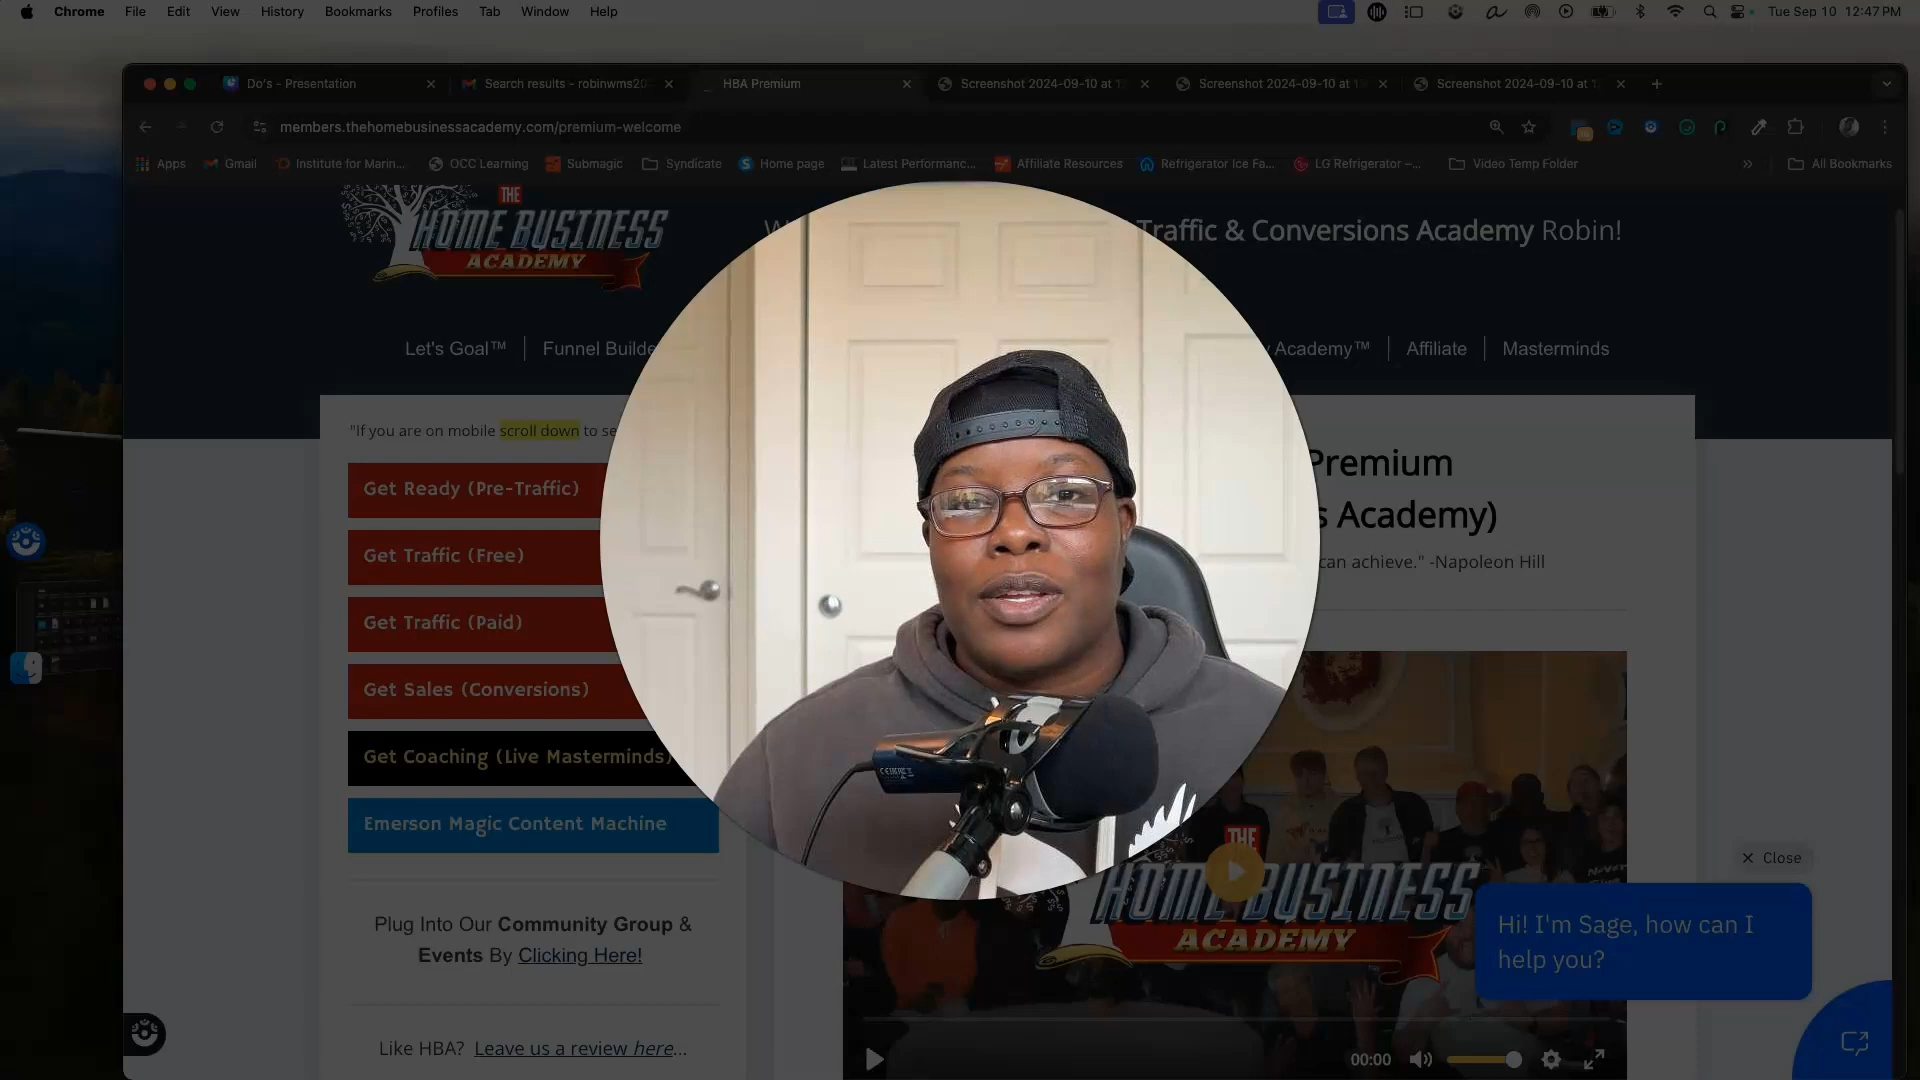 Chrome File Edit View History Bookmarks Profiles Tab Window Help Tue Sep 10 12:47 PM
Do's - Presentation
Search results - robinwms20
HBA Premium
Screenshot 2024-09-10 at 1
Screenshot 2024-09-10 at 1
Screenshot 2024-09-10 at 1
members.thehomebusinessacademy.com/premium-welcome
Apps Gmail Institute for Marin... OCC Learning Submagic Syndicate Home page Latest Performanc... Affiliate Resources Refrigerator Ice Fa... LG Refrigerator –... Video Temp Folder » All Bookmarks
THE
HOME BUSINESS
ACADEMY
Traffic & Conversions Academy Robin!
Let's Goal™ Funnel Builde Academy™ Affiliate Masterminds
"If you are on mobile scroll down to se
Get Ready (Pre-Traffic)
Get Traffic (Free)
Get Traffic (Paid)
Get Sales (Conversions)
Get Coaching (Live Masterminds)
Emerson Magic Content Machine
Plug Into Our Community Group &
Events By Clicking Here!
Like HBA? Leave us a review here...
Premium
s Academy)
can achieve." -Napoleon Hill
THE
HOME BUSINESS
ACADEMY
00:00
Close
Hi! I'm Sage, how can I
help you?